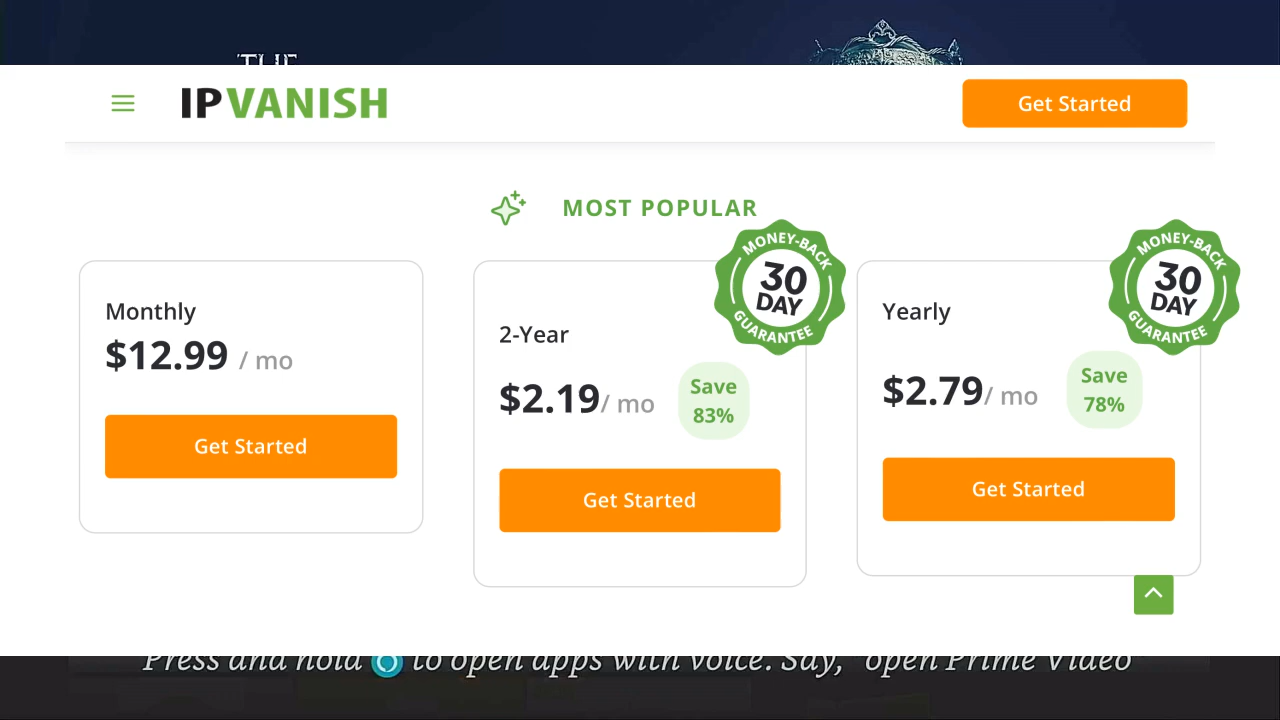 THE
IPVANISH
Get Started
MOST POPULAR
Monthly
$12.99 / mo
Get Started
MONEY-BACK
30
DAY
GUARANTEE
2-Year
$2.19/ mo
Save
83%
Get Started
MONEY-BACK
30
DAY
GUARANTEE
Yearly
$2.79/ mo
Save
78%
Get Started
Press and hold to open apps with voice. Say, "open Prime Video"